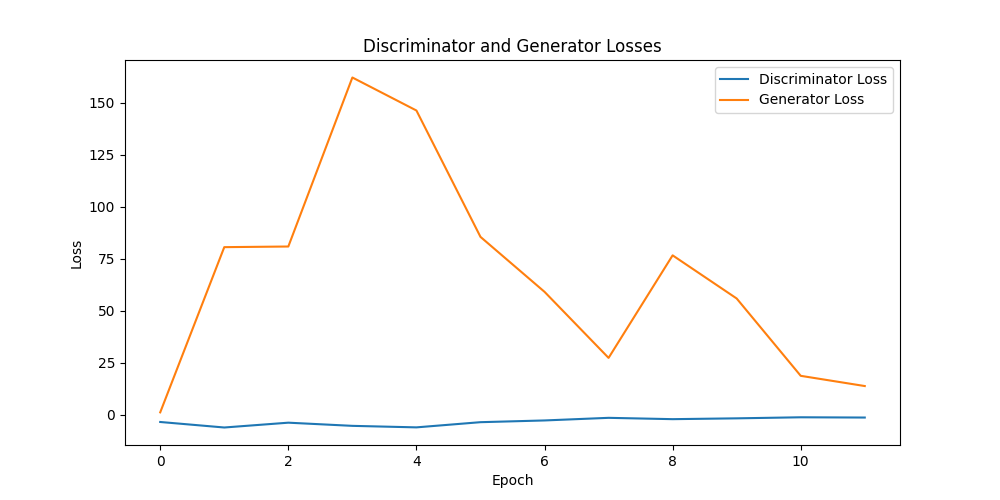 Discriminator and Generator Losses
Discriminator Loss
Generator Loss
150
125
100
75
50
25
0
Loss
0 2 4 6 8 10
Epoch